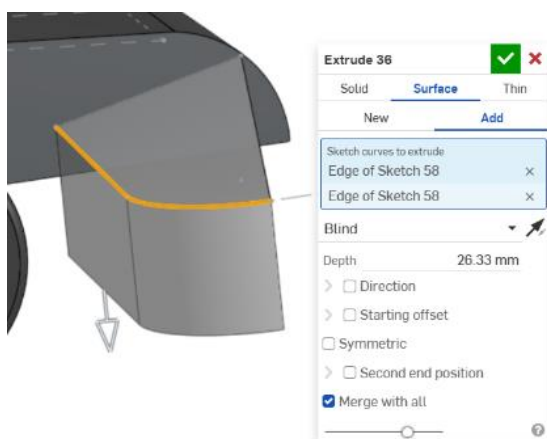 Extrude 36
Solid Surface Thin
New Add
Sketch curves to extrude
Edge of Sketch 58
Edge of Sketch 58
Blind
Depth 26.33 mm
Direction
Starting offset
Symmetric
Second end position
Merge with all